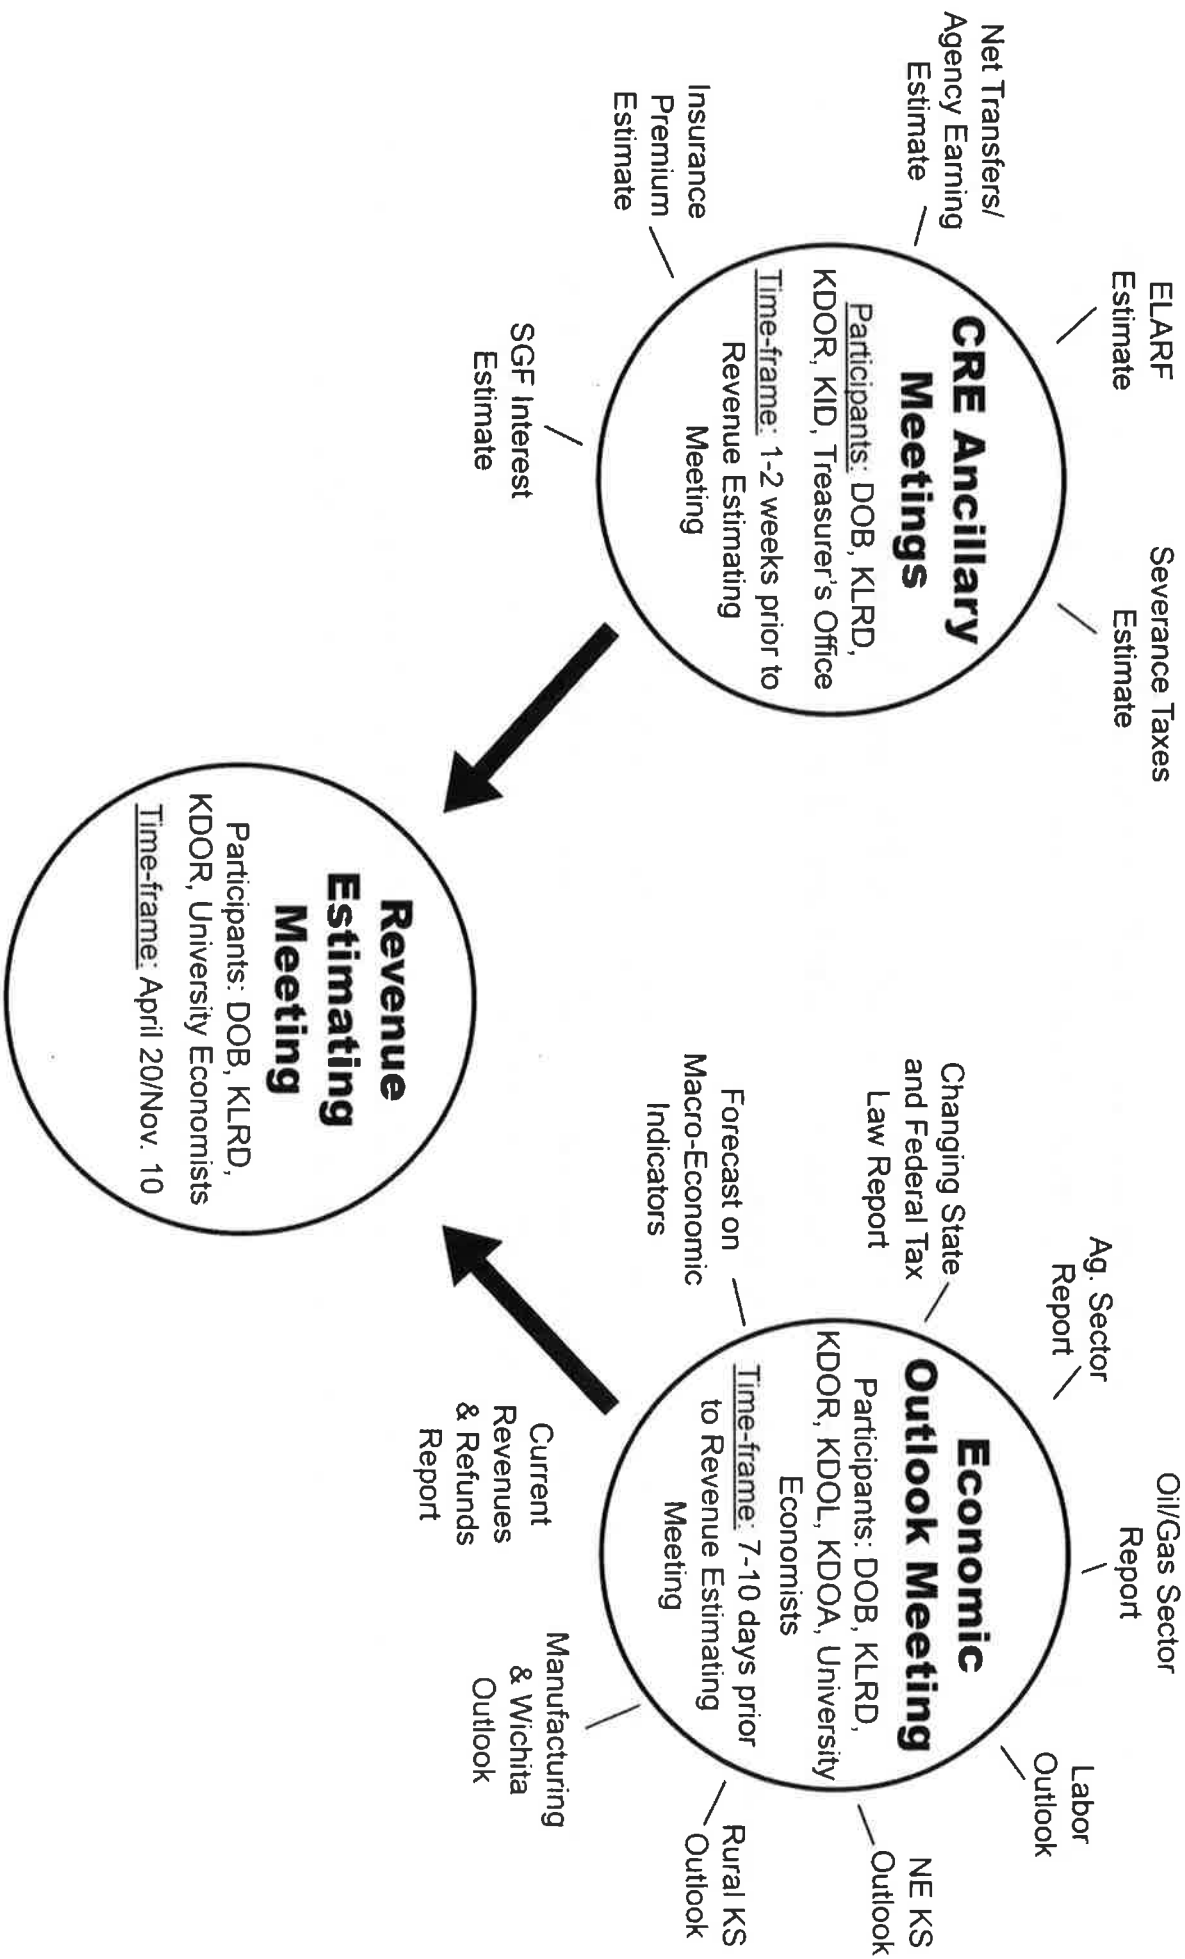 ELARF
Estimate
Severance Taxes
Estimate
Net Transfers/
Agency Earning
Estimate
Insurance
Premium
Estimate
SGF Interest
Estimate
CRE Ancillary
Meetings
Participants: DOB, KLRD,
KDOR, KID, Treasurer's Office
Time-frame: 1-2 weeks prior to
Revenue Estimating
Meeting
Oil/Gas Sector
Report
Ag. Sector
Report
Labor
Outlook
Changing State
and Federal Tax
Law Report
NE KS
Outlook
Forecast on
Macro-Economic
Indicators
Rural KS
Outlook
Manufacturing
& Wichita
Outlook
Current
Revenues
& Refunds
Report
Economic
Outlook Meeting
Participants: DOB, KLRD,
KDOR, KDOL, KDOA, University
Economists
Time-frame: 7-10 days prior
to Revenue Estimating
Meeting
Revenue
Estimating
Meeting
Participants: DOB, KLRD,
KDOR, University Economists
Time-frame: April 20/Nov. 10